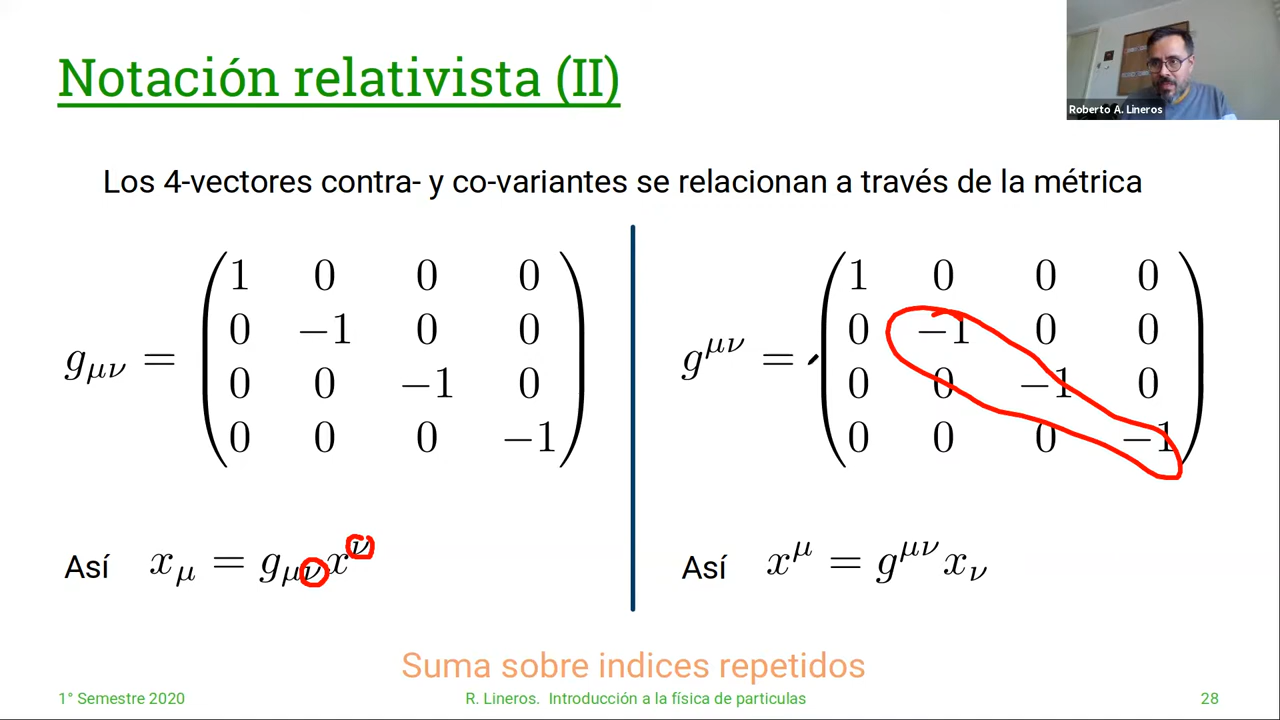 Notación relativista (II)
Roberto A. Lineros
Los 4-vectores contra- y co-variantes se relacionan a través de la métrica
g_{μν} = ( 1 0 0 0
0 −1 0 0
0 0 −1 0
0 0 0 −1 )
g^{μν} = ( 1 0 0 0
0 −1 0 0
0 0 −1 0
0 0 0 −1 )
Así x_μ = g_{μν} x^ν
Así x^μ = g^{μν} x_ν
Suma sobre indices repetidos
1° Semestre 2020
R. Lineros. Introducción a la física de particulas
28